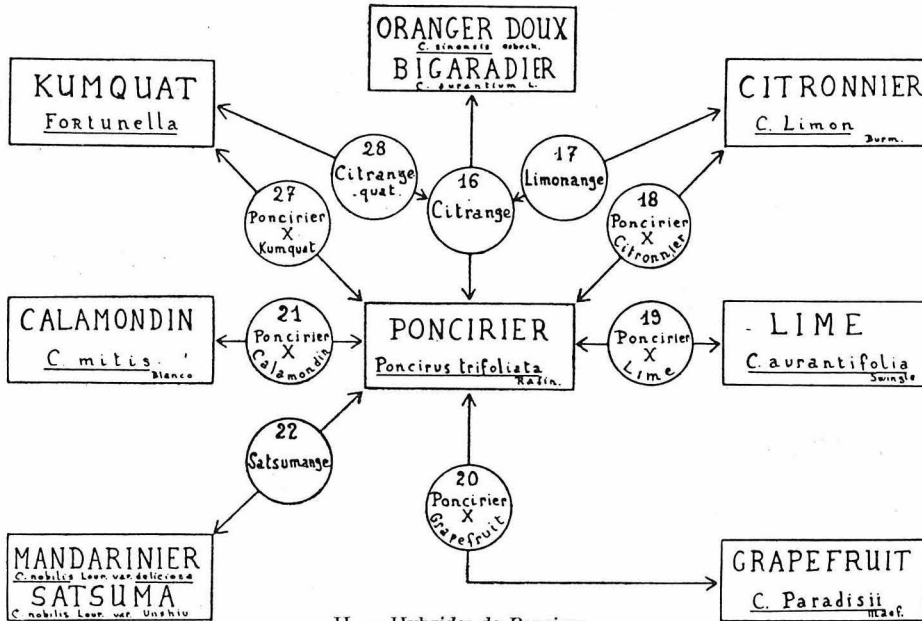 ORANGER DOUX
C. sinensis Osbeck.
BIGARADIER
C. aurantium L.
KUMQUAT
Fortunella
CITRONNIER
C. Limon
Burm.
28
Citrange
-quat.
16
Citrange
17
Limonange
27
Poncirier
X
Kumquat
18
Poncirier
X
Citronnier
CALAMONDIN
C. mitis.
Blanco
21
Poncirier
X
Calamondin
PONCIRIER
Poncirus trifoliata
Rafin.
19
Poncirier
X
Lime
LIME
C. aurantifolia
Swingle
22
Satsumange
20
Poncirier
X
Grapefruit
MANDARINIER
C. nobilis Lour. var. deliciosa
SATSUMA
C. nobilis Lour. var. Unshiu
GRAPEFRUIT
C. Paradisii
Macf.